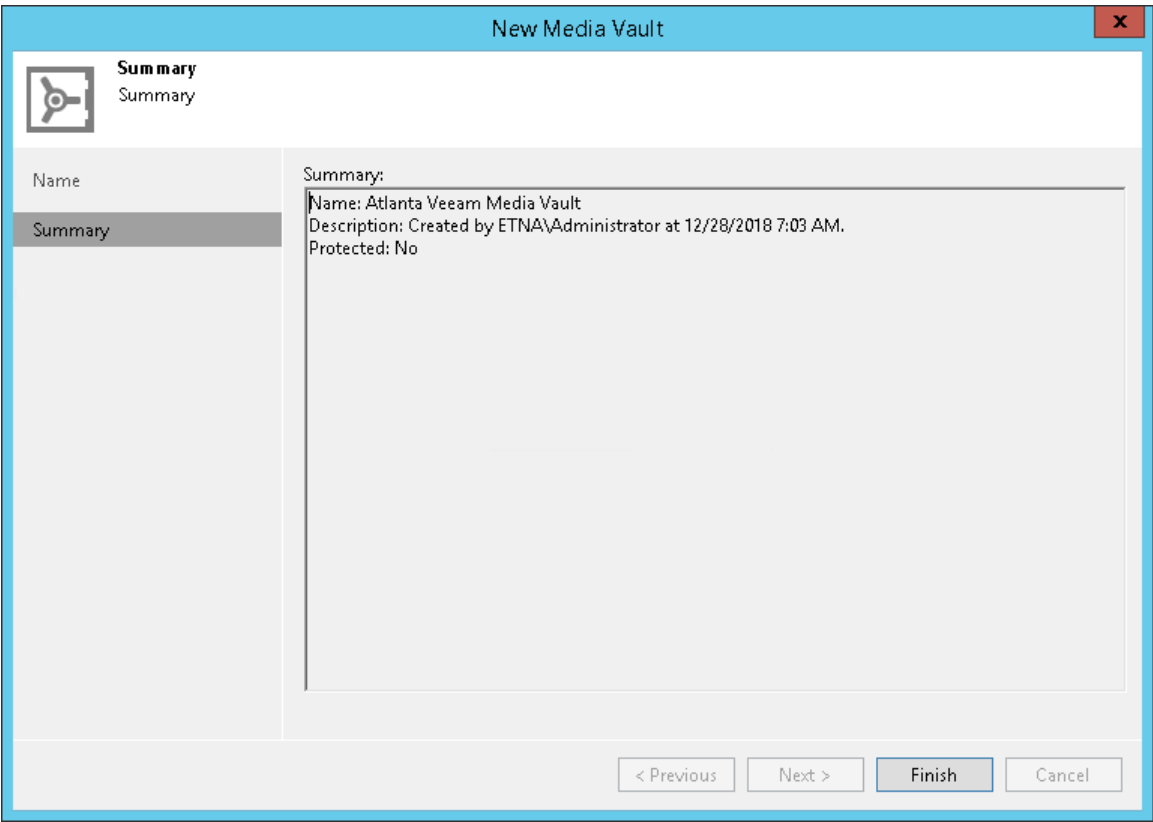 New Media Vault
x
Summary
Summary
Name
Summary
Summary:
Name: Atlanta Veeam Media Vault
Description: Created by ETNA\Administrator at 12/28/2018 7:03 AM.
Protected: No
< Previous
Next >
Finish
Cancel